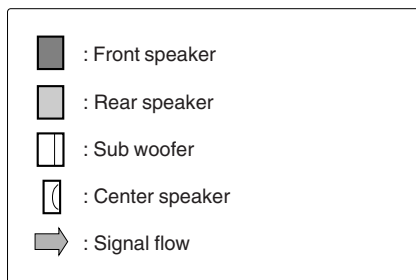 : Front speaker
: Rear speaker
: Sub woofer
: Center speaker
: Signal flow